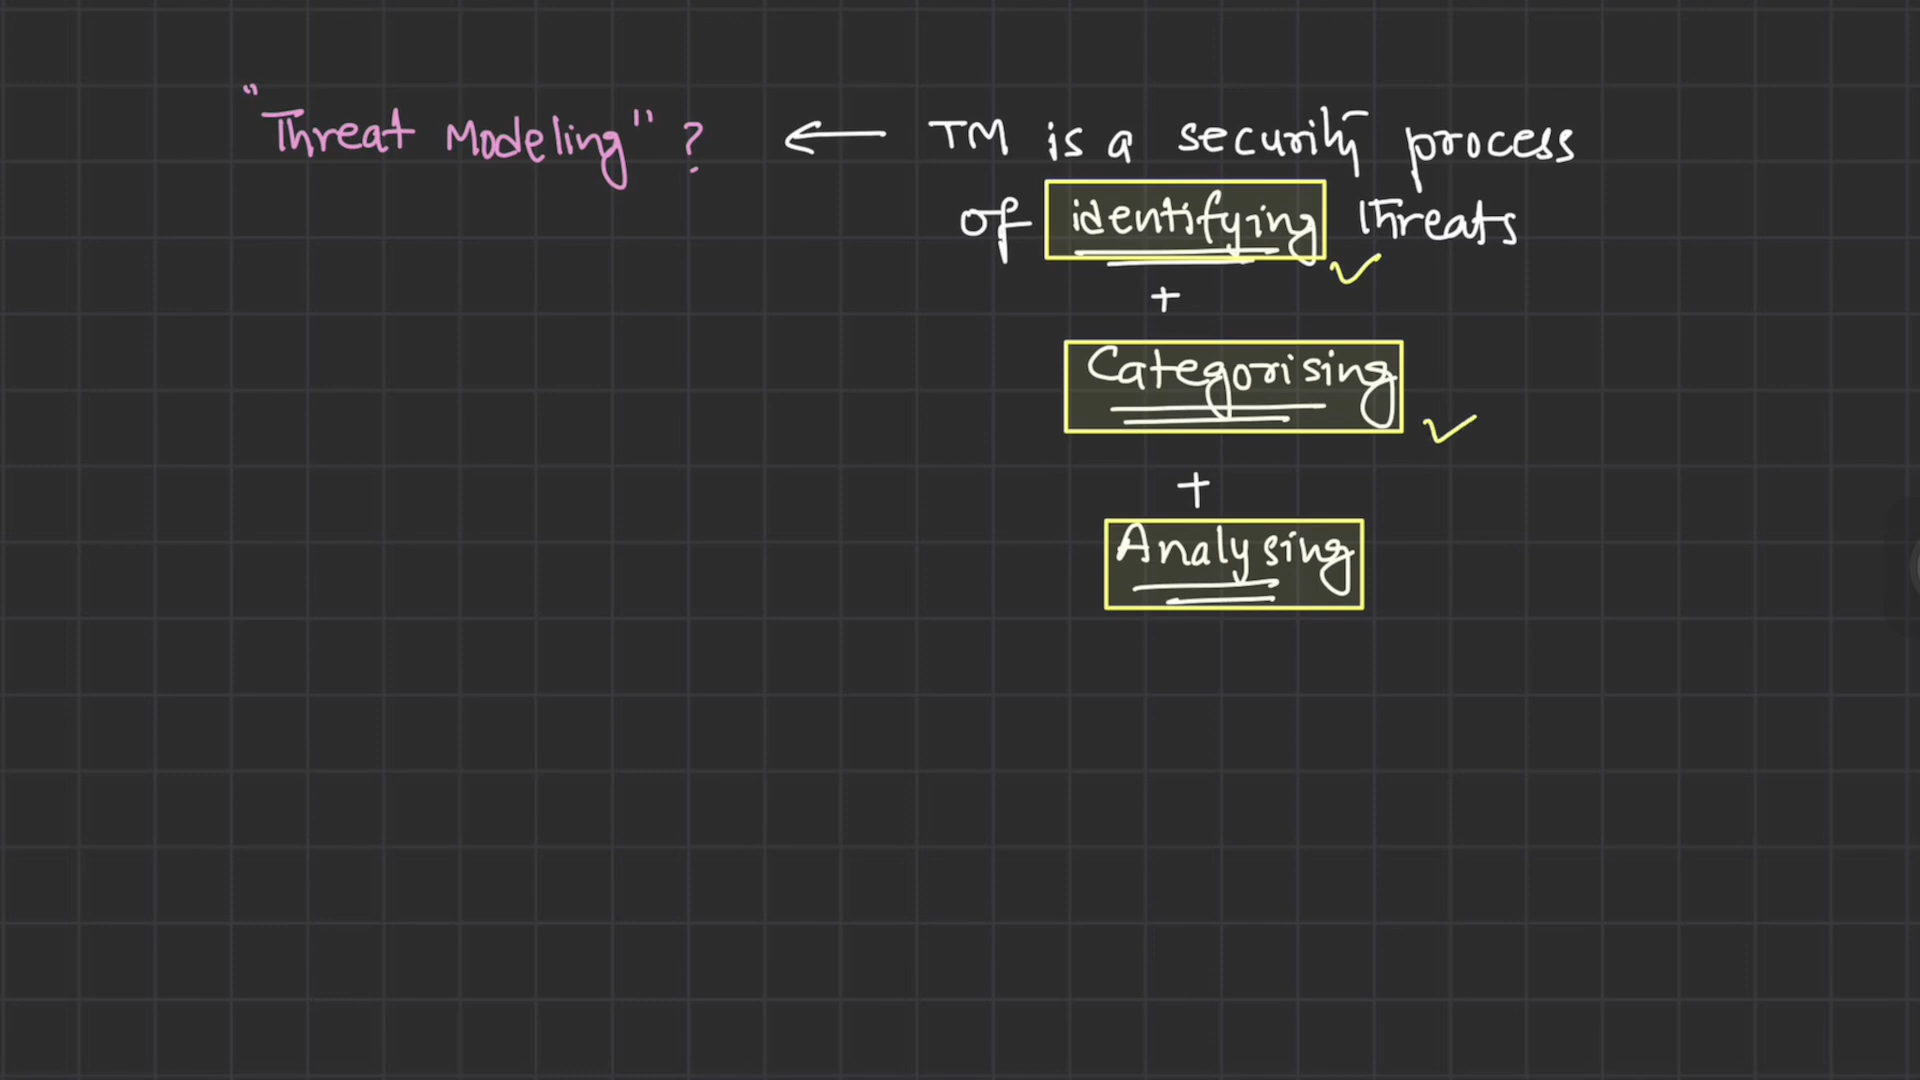 "Threat Modeling" ? ← TM is a security process
of identifying threats
+
Categorising
+
Analysing